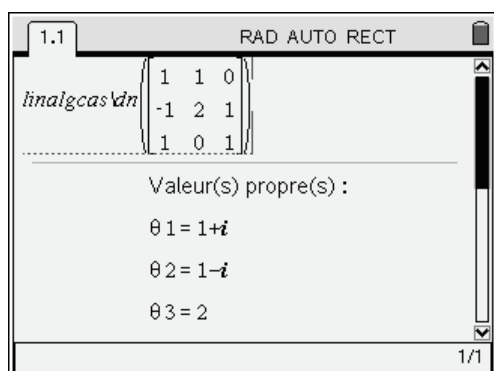 1.1 RAD AUTO RECT
1 1 0
linalgcas\dn -1 2 1
1 0 1
Valeur(s) propre(s) :
θ1=1+i
θ2=1-i
θ3=2
1/1